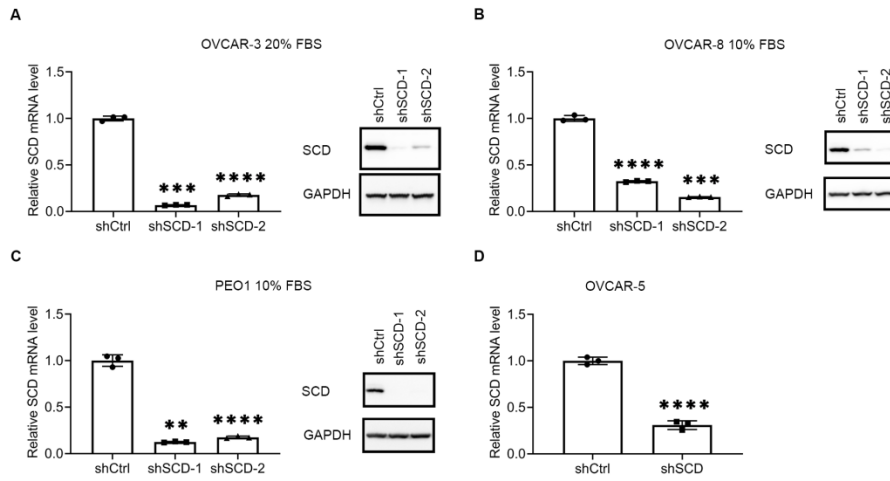 A
OVCAR-3 20% FBS
Relative SCD mRNA level
1.5
1.0
0.5
0.0
***
****
shCtrl
shSCD-1
shSCD-2
shCtrl
shSCD-1
shSCD-2
SCD
GAPDH
B
OVCAR-8 10% FBS
Relative SCD mRNA level
1.5
1.0
0.5
0.0
****
***
shCtrl
shSCD-1
shSCD-2
shCtrl
shSCD-1
shSCD-2
SCD
GAPDH
C
PEO1 10% FBS
Relative SCD mRNA level
1.5
1.0
0.5
0.0
**
****
shCtrl
shSCD-1
shSCD-2
shCtrl
shSCD-1
shSCD-2
SCD
GAPDH
D
OVCAR-5
Relative SCD mRNA level
1.5
1.0
0.5
0.0
****
shCtrl
shSCD